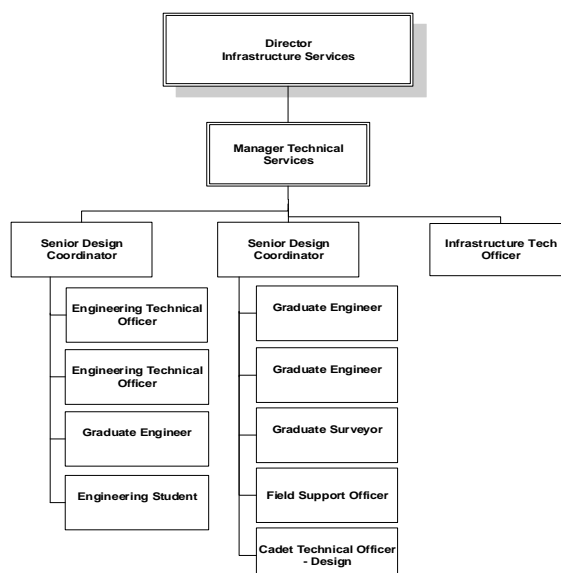 Director
Infrastructure Services
Manager Technical
Services
Senior Design
Coordinator
Engineering Technical
Officer
Engineering Technical
Officer
Graduate Engineer
Engineering Student
Senior Design
Coordinator
Graduate Engineer
Graduate Engineer
Graduate Surveyor
Field Support Officer
Cadet Technical Officer
- Design
Infrastructure Tech
Officer